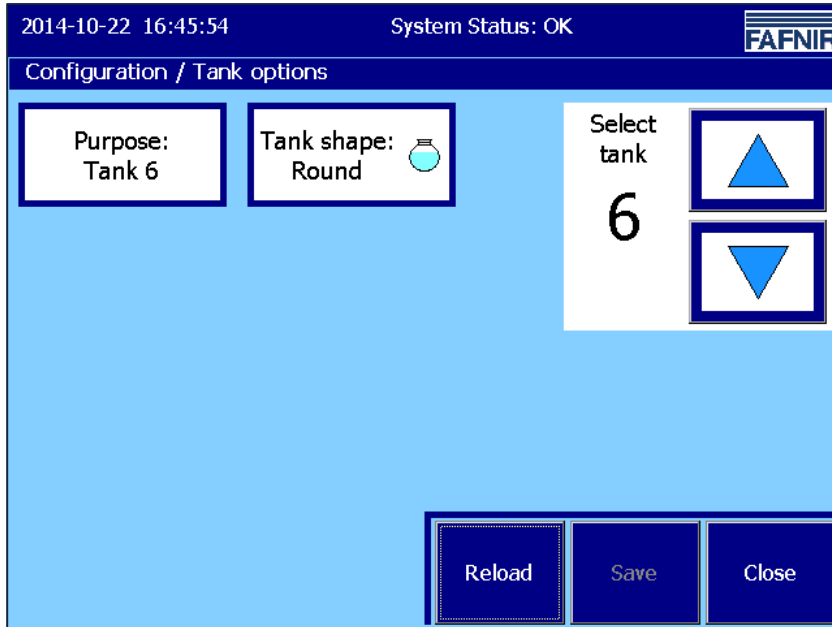 2014-10-22 16:45:54 System Status: OK FAFNIR
Configuration / Tank options
Purpose:
Tank 6
Tank shape:
Round
Select
tank
6
Reload Save Close